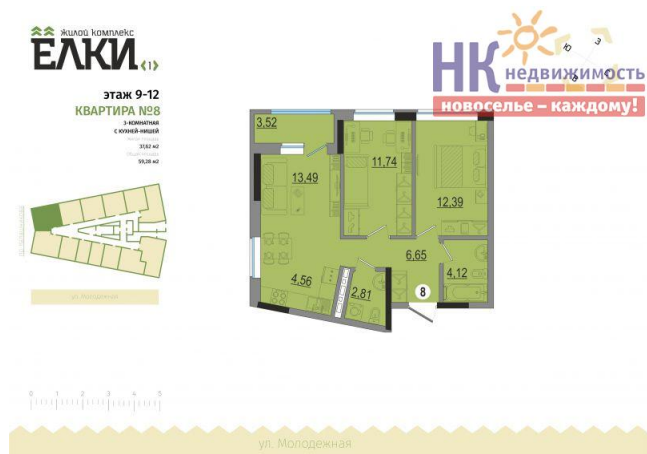 жилой комплекс
ЁЛКИ ‹1›
этаж 9-12
КВАРТИРА №8
3-КОМНАТНАЯ
С КУХНЕЙ-НИШЕЙ
37,62 м2
59,28 м2
Ю
З
НК недвижимость
новоселье – каждому!
3,52
13,49
11,74
12,39
4,56
2,81
6,65
4,12
8
ул. Молодежная
0 1 2 3 4 5
ул. Молодежная